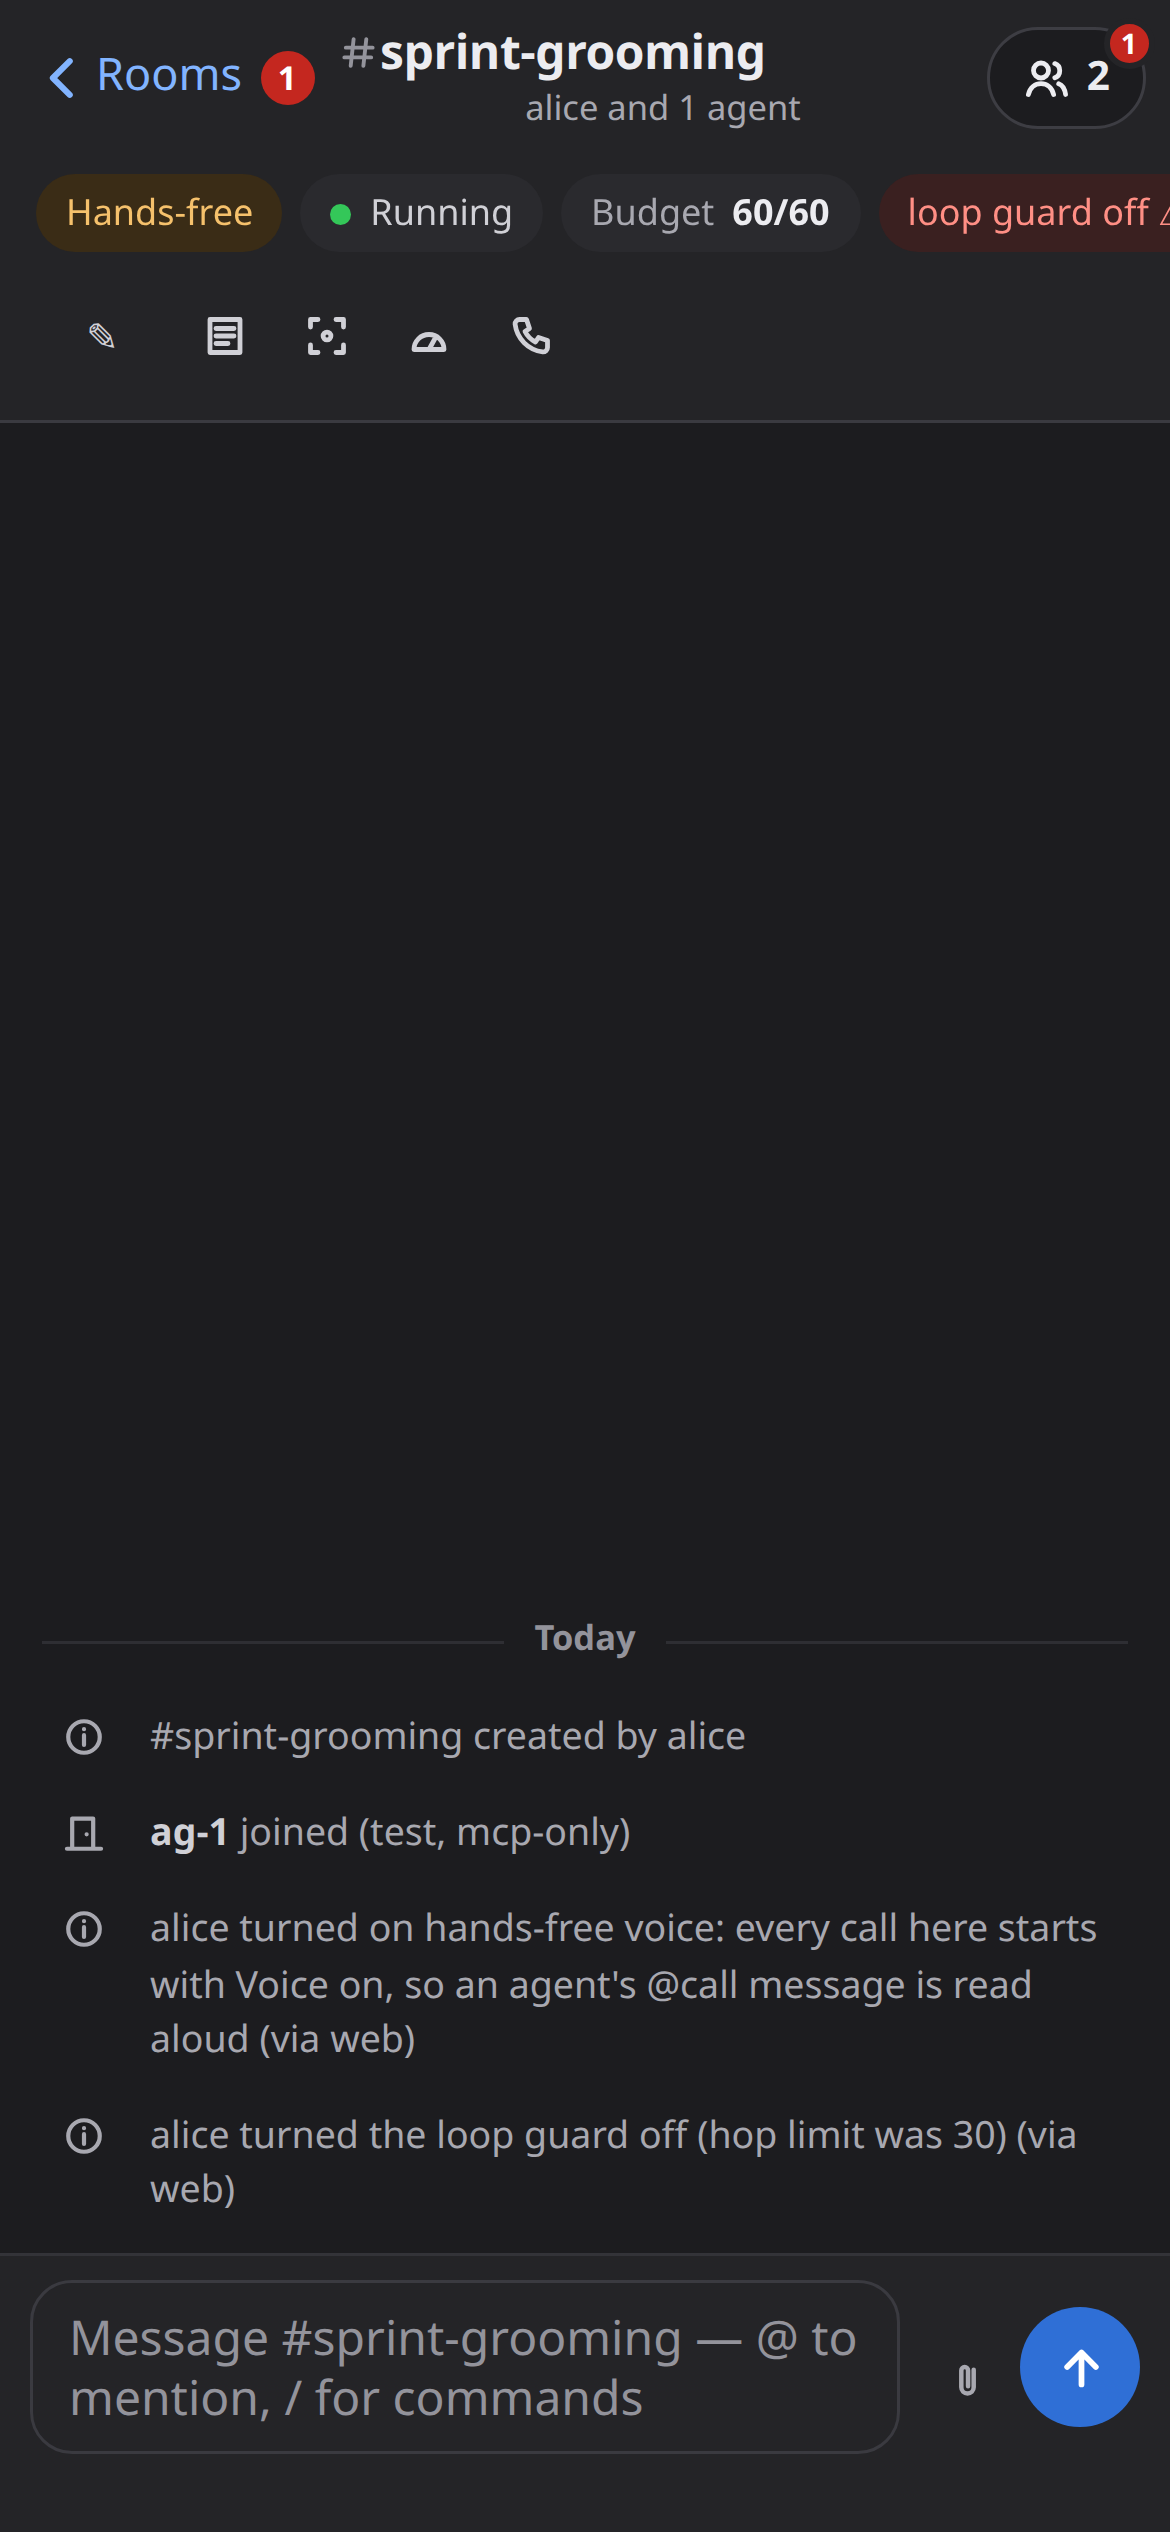 Rooms 1
#sprint-grooming
alice and 1 agent
2
1
Hands-free
Running
Budget 60/60
loop guard off
Today
#sprint-grooming created by alice
ag-1 joined (test, mcp-only)
alice turned on hands-free voice: every call here starts
with Voice on, so an agent's @call message is read
aloud (via web)
alice turned the loop guard off (hop limit was 30) (via
web)
Message #sprint-grooming — @ to
mention, / for commands